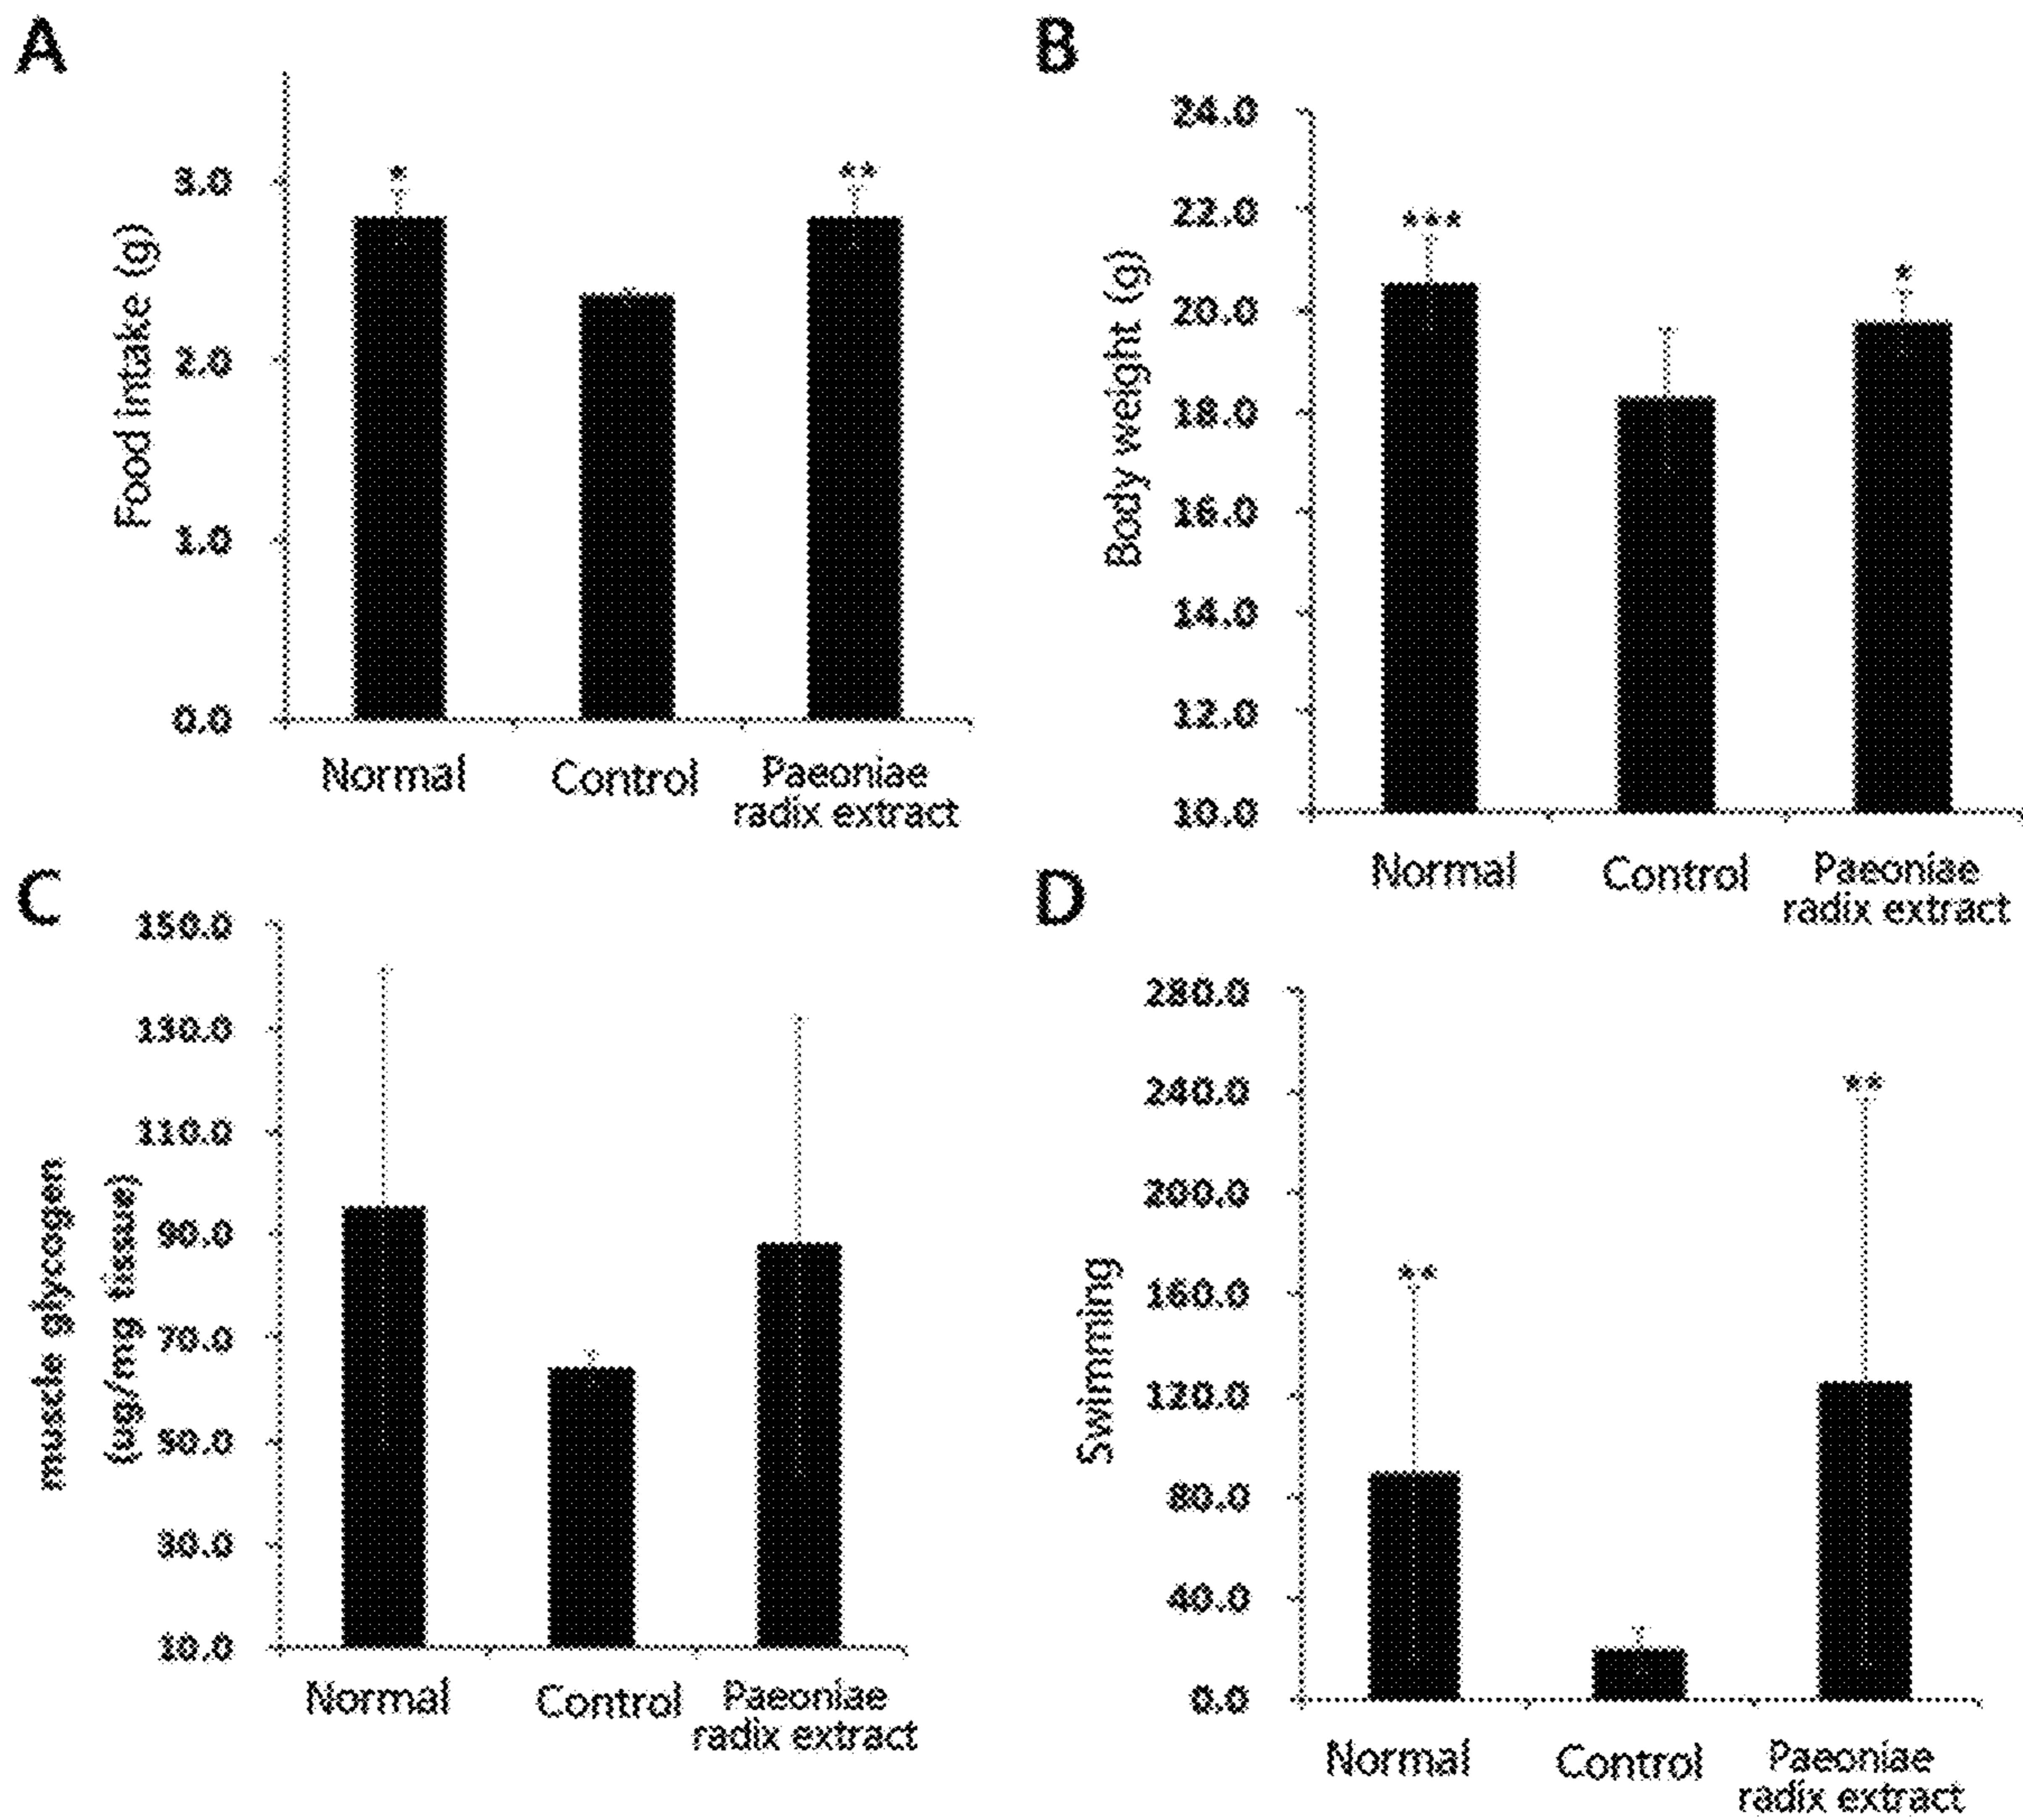 A
Food intake (g)
3.0
2.0
1.0
0.0
*
**
Normal
Control
Paeoniae
radix extract
B
Body weight (g)
24.0
22.0
20.0
18.0
16.0
14.0
12.0
10.0
***
*
Normal
Control
Paeoniae
radix extract
C
muscle glycogen
(ug/mg tissue)
150.0
130.0
110.0
90.0
70.0
50.0
30.0
10.0
Normal
Control
Paeoniae
radix extract
D
Swimming
280.0
240.0
200.0
160.0
120.0
80.0
40.0
0.0
**
**
Normal
Control
Paeoniae
radix extract